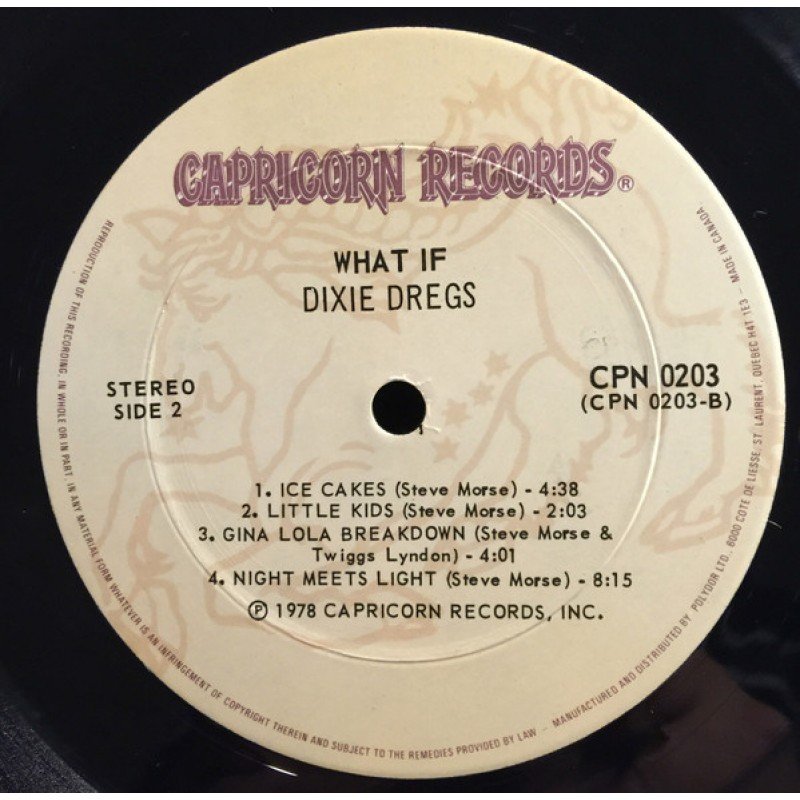 CAPRICORN RECORDS®
WHAT IF
DIXIE DREGS
STEREO
SIDE 2
CPN 0203
(CPN 0203-B)
1. ICE CAKES (Steve Morse) - 4:38
2. LITTLE KIDS (Steve Morse) - 2:03
3. GINA LOLA BREAKDOWN (Steve Morse &
Twiggs Lyndon) - 4:01
4. NIGHT MEETS LIGHT (Steve Morse) - 8:15
℗ 1978 CAPRICORN RECORDS, INC.
REPRODUCTION OF THIS RECORDING, IN WHOLE OR IN PART, IN ANY MATERIAL FORM WHATEVER IS AN INFRINGEMENT OF COPYRIGHT THEREIN AND SUBJECT TO THE REMEDIES PROVIDED BY LAW – MANUFACTURED AND DISTRIBUTED BY POLYDOR LTD., 6000 COTE DE LIESSE, ST. LAURENT, QUEBEC H4T 1E3 – MADE IN CANADA.